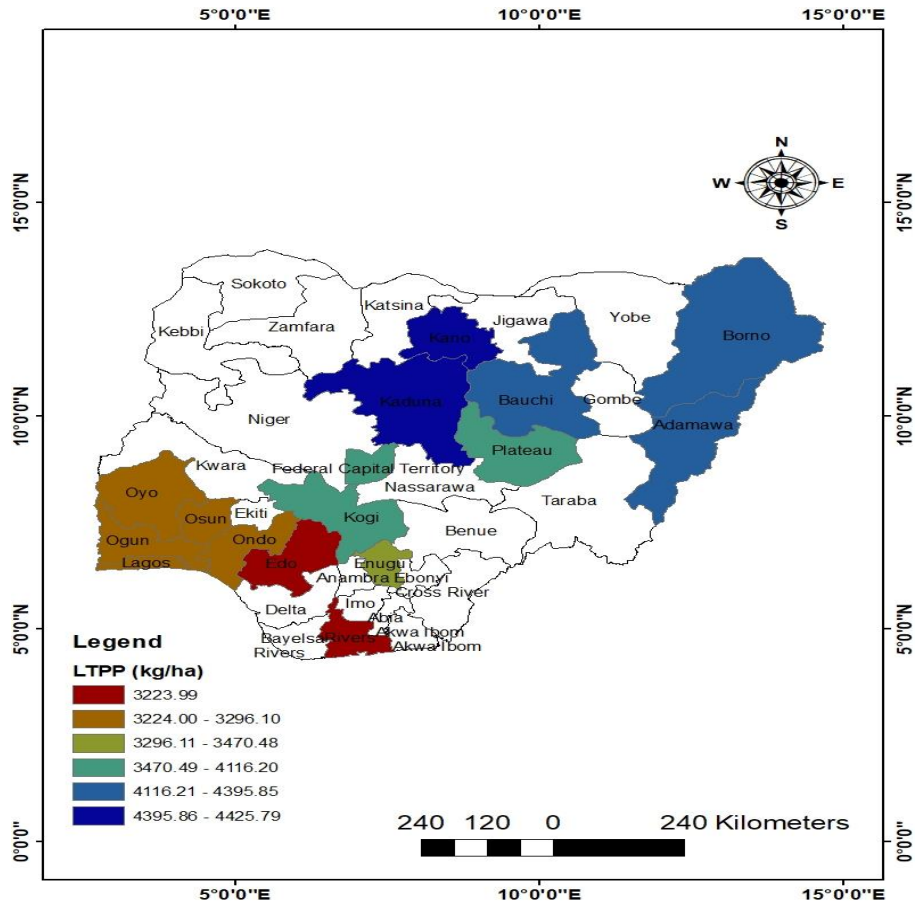 5°0'0"E 10°0'0"E 15°0'0"E
N
W E
S
15°0'0"N 15°0'0"N
Sokoto
Katsina
Kebbi Zamfara Kano Jigawa Yobe Borno
Kaduna Bauchi Gombe
10°0'0"N Niger Adamawa 10°0'0"N
Plateau
Kwara Federal Capital Territory
Nassarawa
Oyo Taraba
Osun Ekiti Kogi
Benue
Ogun Ondo
Lagos Edo Enugu
Anambra Ebonyi
Cross River
Delta Imo
Abia
5°0'0"N Bayelsa Rivers Akwa Ibom 5°0'0"N
Rivers Akwa Ibom
Legend
LTPP (kg/ha)
3223.99
3224.00 - 3296.10
3296.11 - 3470.48
3470.49 - 4116.20
4116.21 - 4395.85
4395.86 - 4425.79
240 120 0 240 Kilometers
0°0'0" 0°0'0"
5°0'0"E 10°0'0"E 15°0'0"E